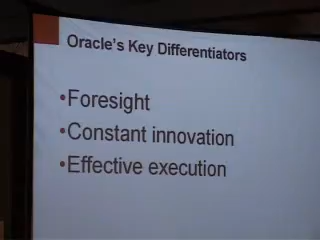 Oracle's Key Differentiators
•Foresight
•Constant innovation
•Effective execution